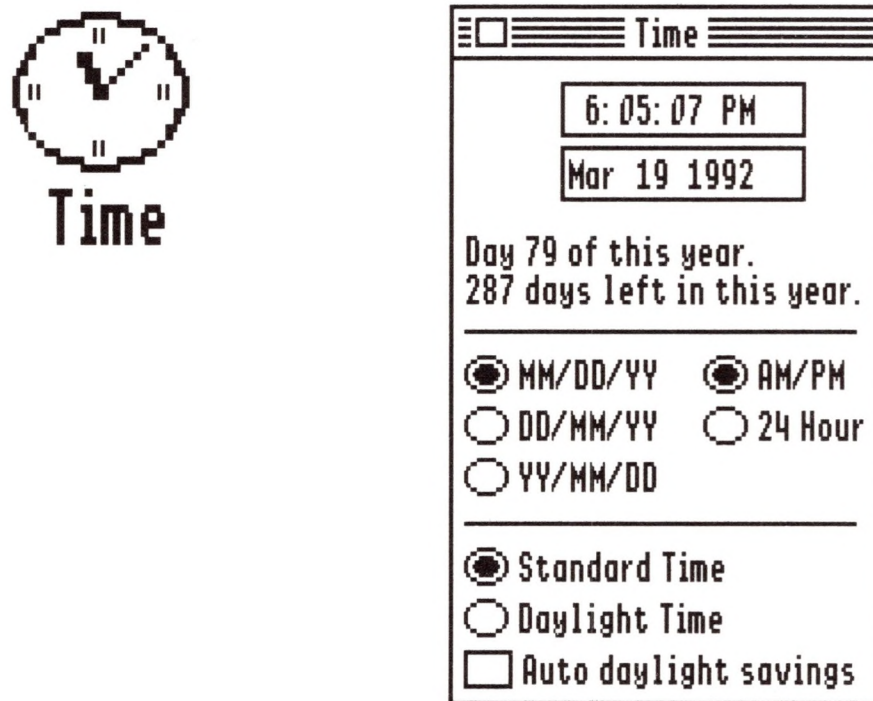 Time
Time
6:05:07 PM
Mar 19 1992
Day 79 of this year.
287 days left in this year.
MM/DD/YY AM/PM
DD/MM/YY 24 Hour
YY/MM/DD
Standard Time
Daylight Time
Auto daylight savings